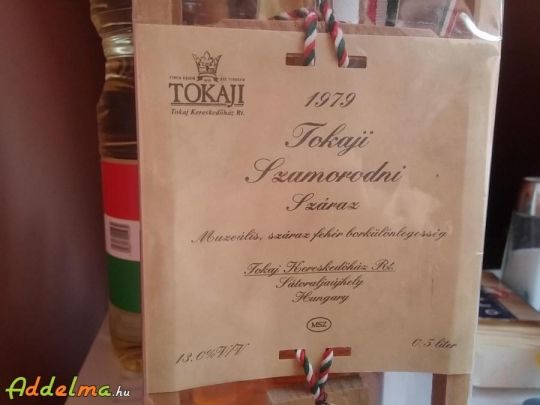 TOKAJI
Tokaj Kereskedőház Rt.
1979
Tokaji
Szamorodni
Száraz
Muzeális, száraz fehér borkülönlegesség
Tokaj Kereskedőház Rt.
Sátoraljaújhely
Hungary
MSZ
13.0%V/V
0.5 liter
Addelma.hu